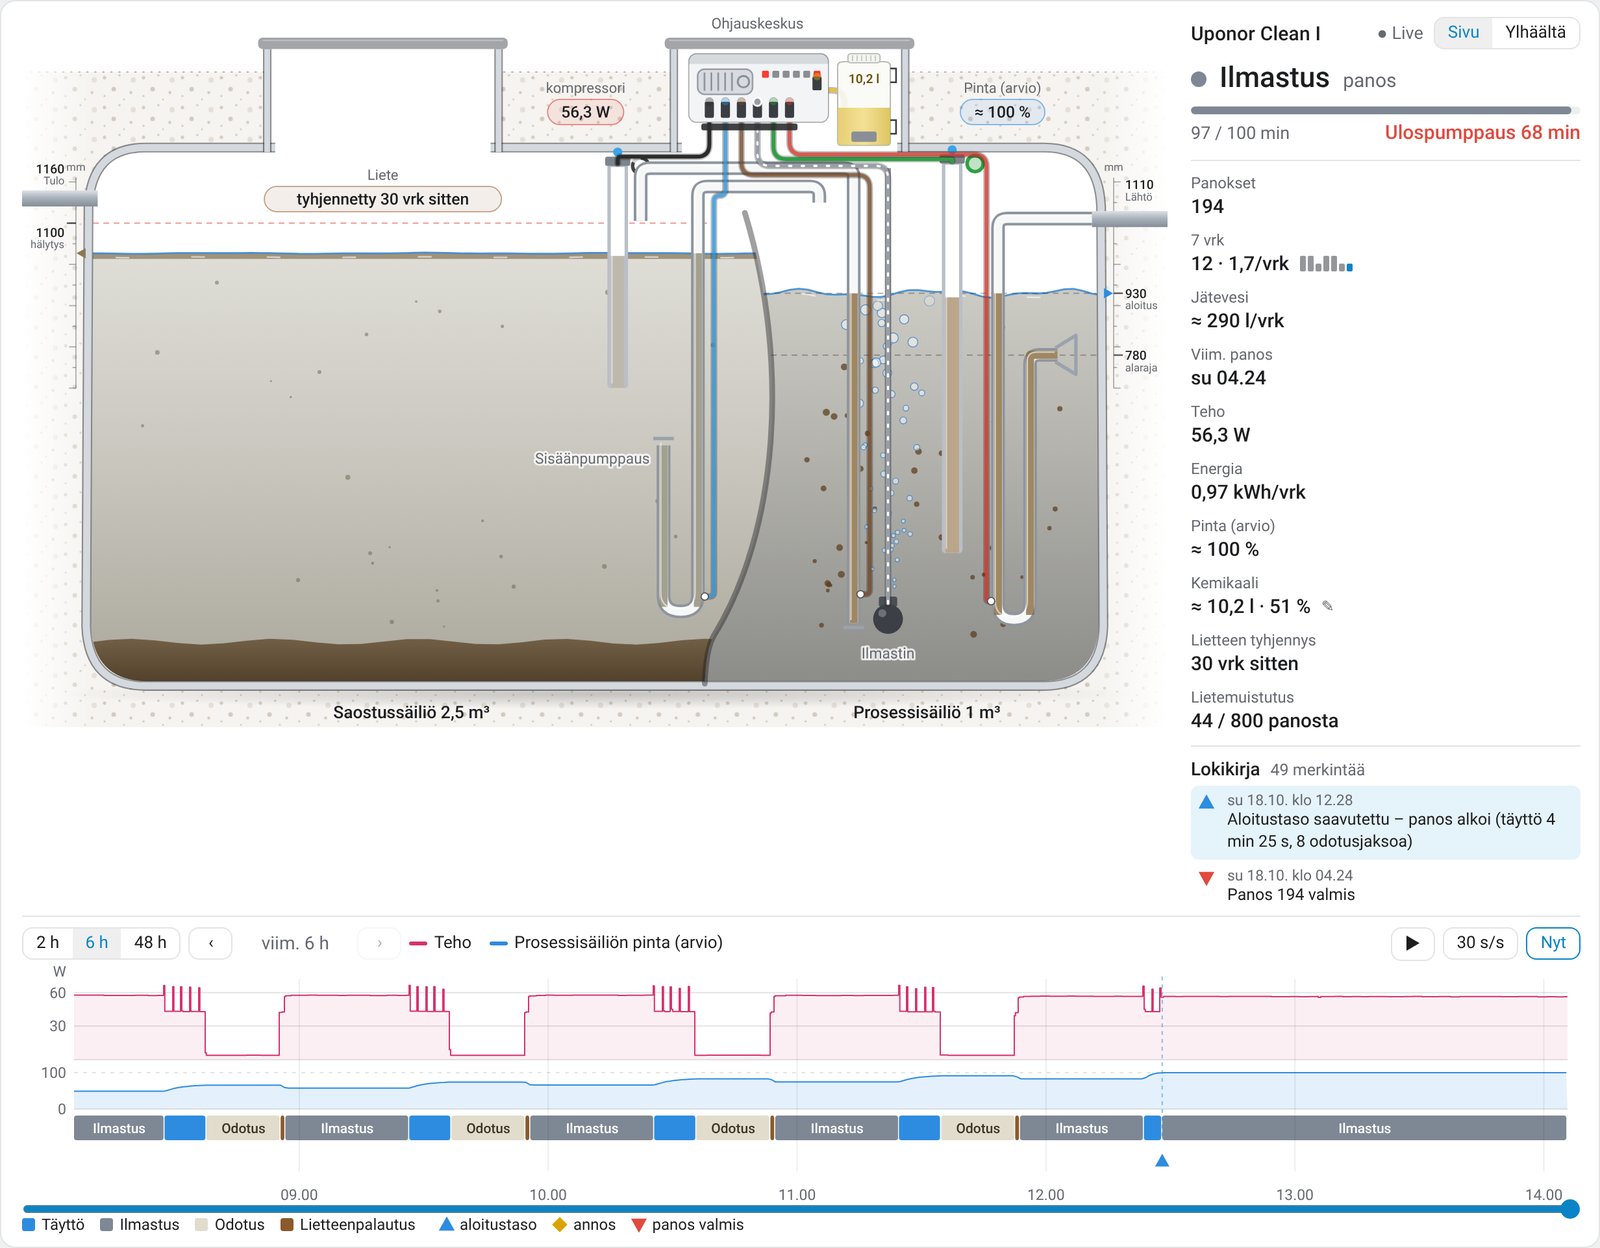 Ohjauskeskus
kompressori
56,3 W
10,2 l
Pinta (arvio)
≈ 100 %
1160 mm
Tulo
Liete
tyhjennetty 30 vrk sitten
1100
hälytys
mm
1110
Lähtö
930
aloitus
780
alaraja
Sisäänpumppaus
Ilmastin
Saostussäiliö 2,5 m³
Prosessisäiliö 1 m³
Uponor Clean I
Live
Sivu
Ylhäältä
Ilmastus panos
97 / 100 min
Ulospumppaus 68 min
Panokset
194
7 vrk
12 · 1,7/vrk
Jätevesi
≈ 290 l/vrk
Viim. panos
su 04.24
Teho
56,3 W
Energia
0,97 kWh/vrk
Pinta (arvio)
≈ 100 %
Kemikaali
≈ 10,2 l · 51 %
Lietteen tyhjennys
30 vrk sitten
Lietemuistutus
44 / 800 panosta
Lokikirja 49 merkintää
su 18.10. klo 12.28
Aloitustaso saavutettu – panos alkoi (täyttö 4
min 25 s, 8 odotusjaksoa)
su 18.10. klo 04.24
Panos 194 valmis
2 h 6 h 48 h ‹ viim. 6 h › Teho Prosessisäiliön pinta (arvio)
30 s/s Nyt
W
60
30
100
0
Ilmastus Odotus Ilmastus Odotus Ilmastus Odotus Ilmastus Odotus Ilmastus Ilmastus
09.00 10.00 11.00 12.00 13.00 14.00
Täyttö Ilmastus Odotus Lietteenpalautus aloitustaso annos panos valmis